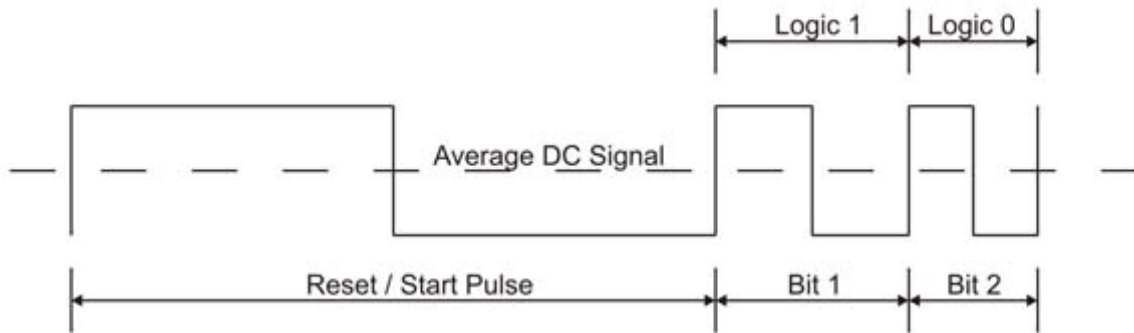 Logic 1
Logic 0
Average DC Signal
Reset / Start Pulse
Bit 1
Bit 2